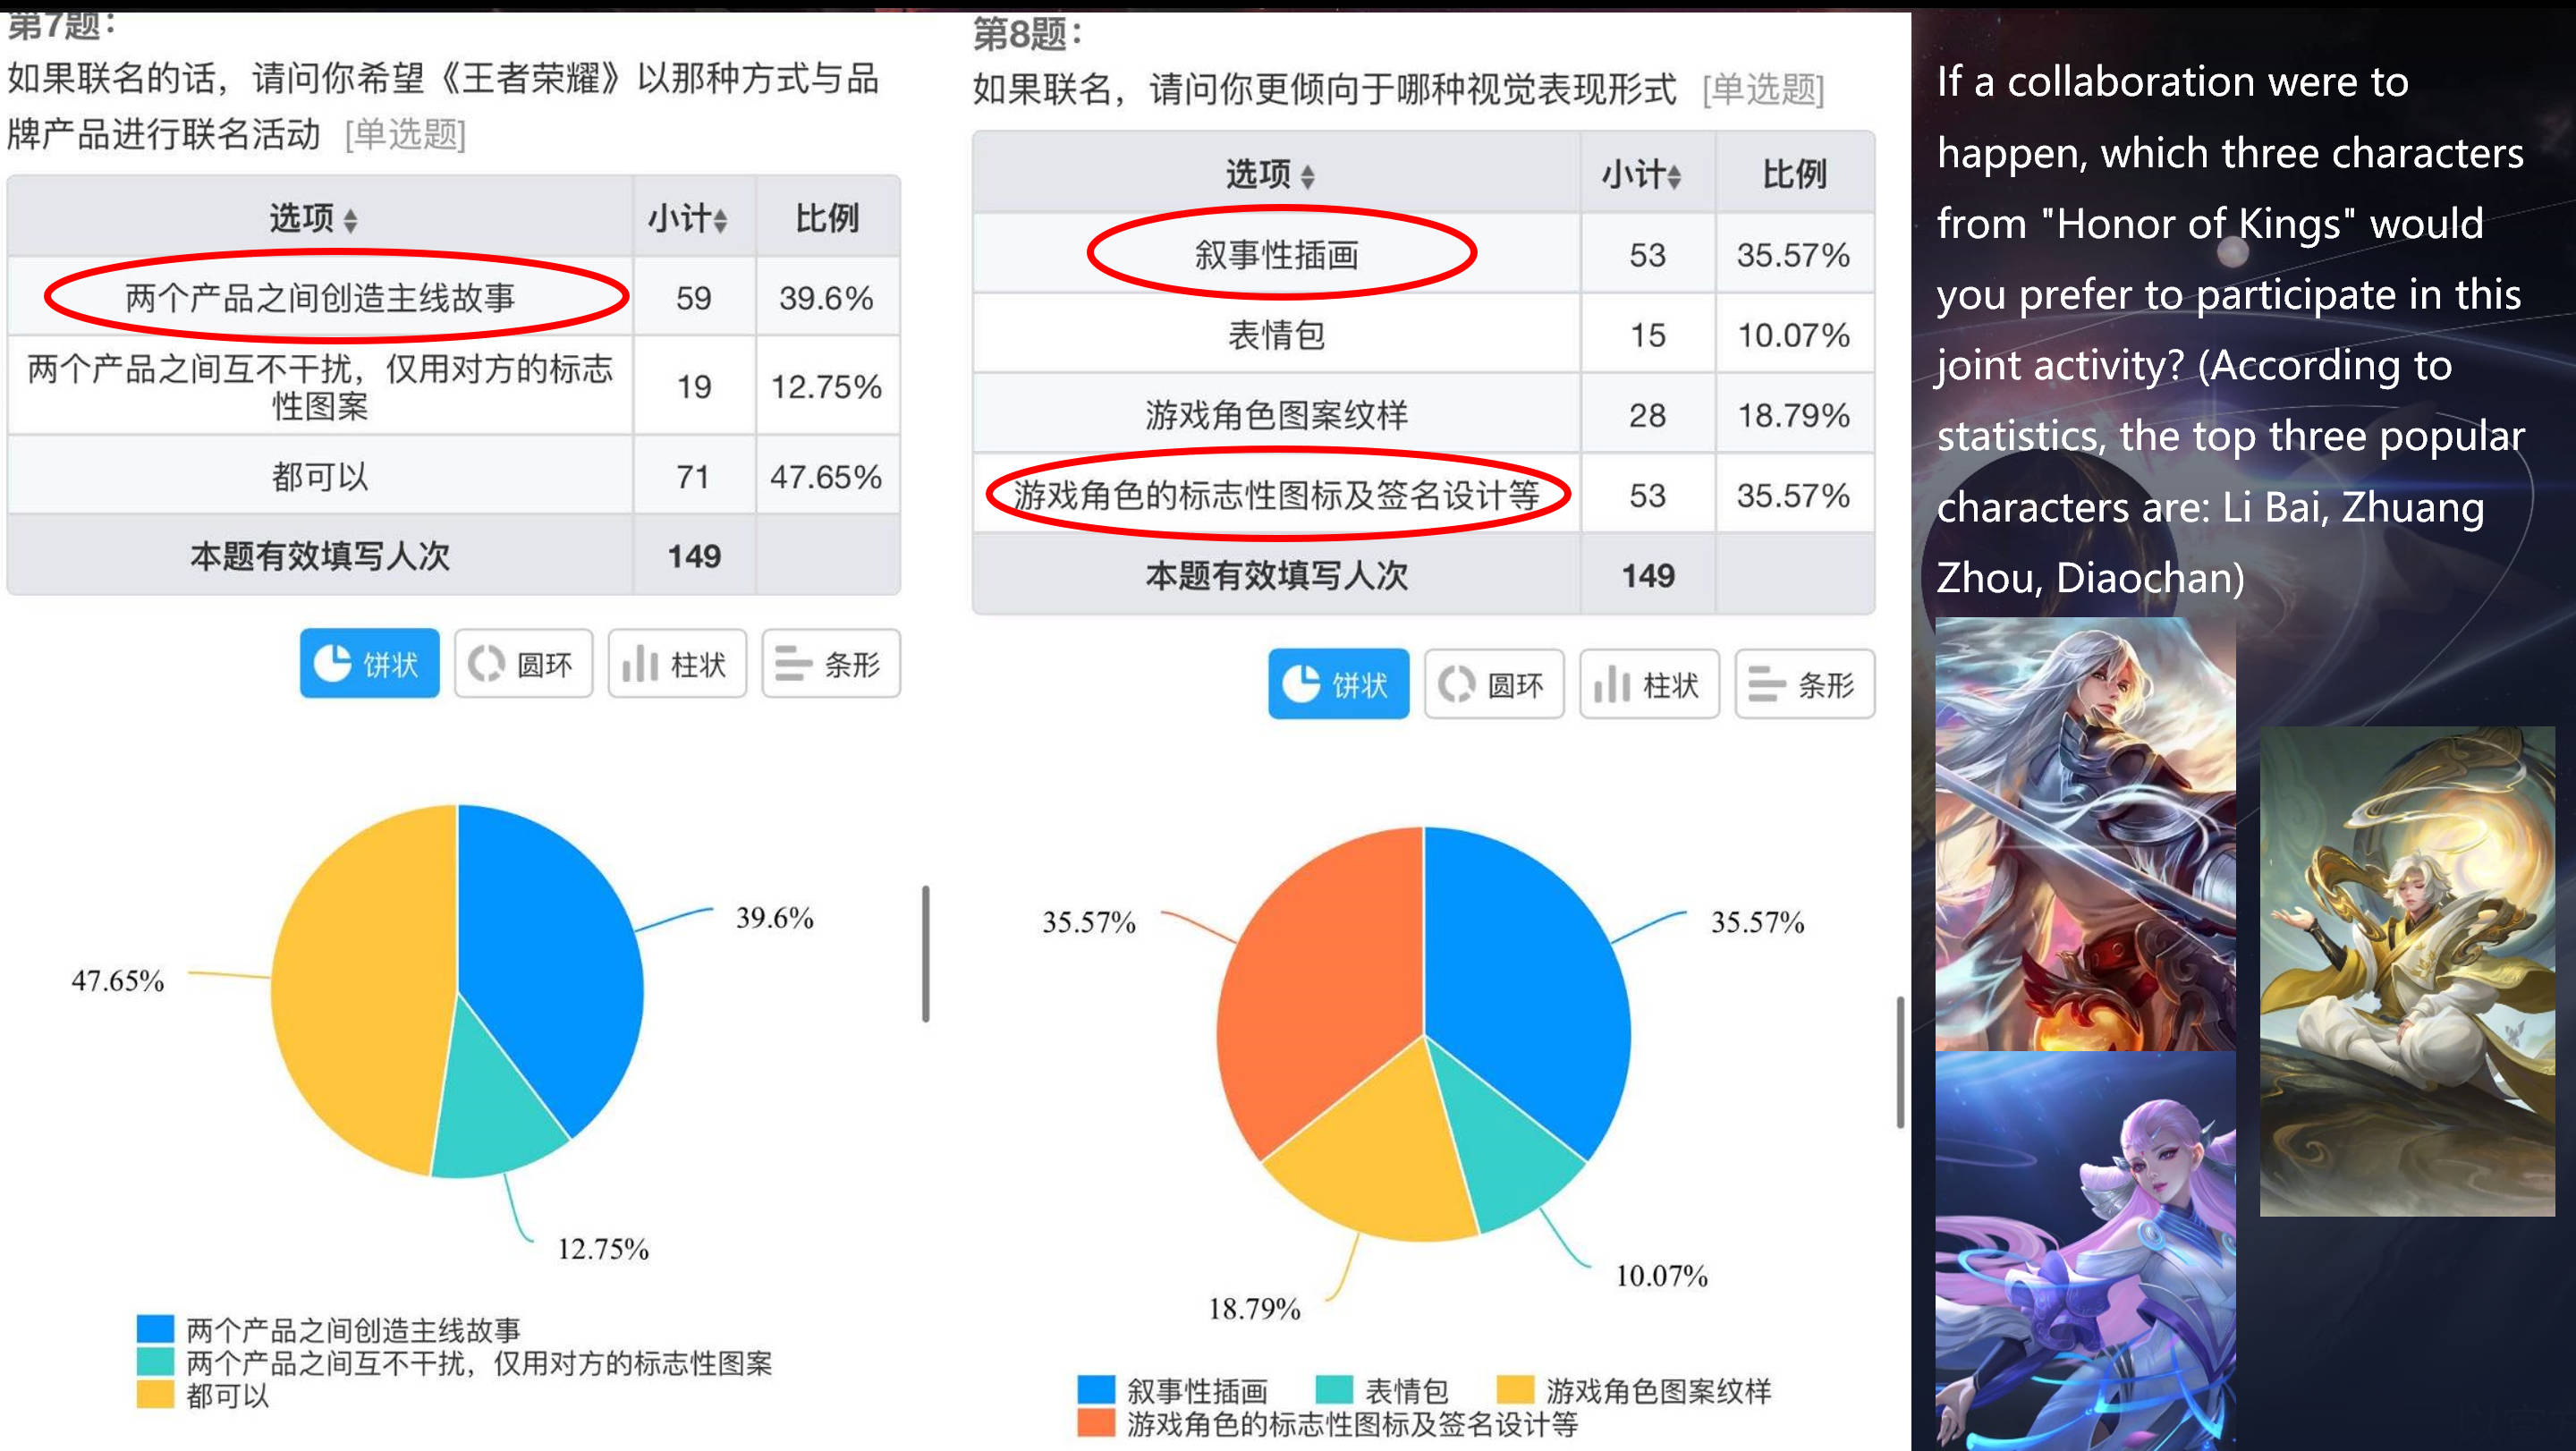 第7题：
如果联名的话，请问你希望《王者荣耀》以那种方式与品
牌产品进行联名活动 [单选题]
选项 小计 比例
两个产品之间创造主线故事 59 39.6%
两个产品之间互不干扰，仅用对方的标志
性图案 19 12.75%
都可以 71 47.65%
本题有效填写人次 149
饼状 圆环 柱状 条形
39.6%
47.65%
12.75%
两个产品之间创造主线故事
两个产品之间互不干扰，仅用对方的标志性图案
都可以
第8题：
如果联名，请问你更倾向于哪种视觉表现形式 [单选题]
选项 小计 比例
叙事性插画 53 35.57%
表情包 15 10.07%
游戏角色图案纹样 28 18.79%
游戏角色的标志性图标及签名设计等 53 35.57%
本题有效填写人次 149
饼状 圆环 柱状 条形
35.57% 35.57%
10.07%
18.79%
叙事性插画 表情包 游戏角色图案纹样
游戏角色的标志性图标及签名设计等
If a collaboration were to
happen, which three characters
from "Honor of Kings" would
you prefer to participate in this
joint activity? (According to
statistics, the top three popular
characters are: Li Bai, Zhuang
Zhou, Diaochan)